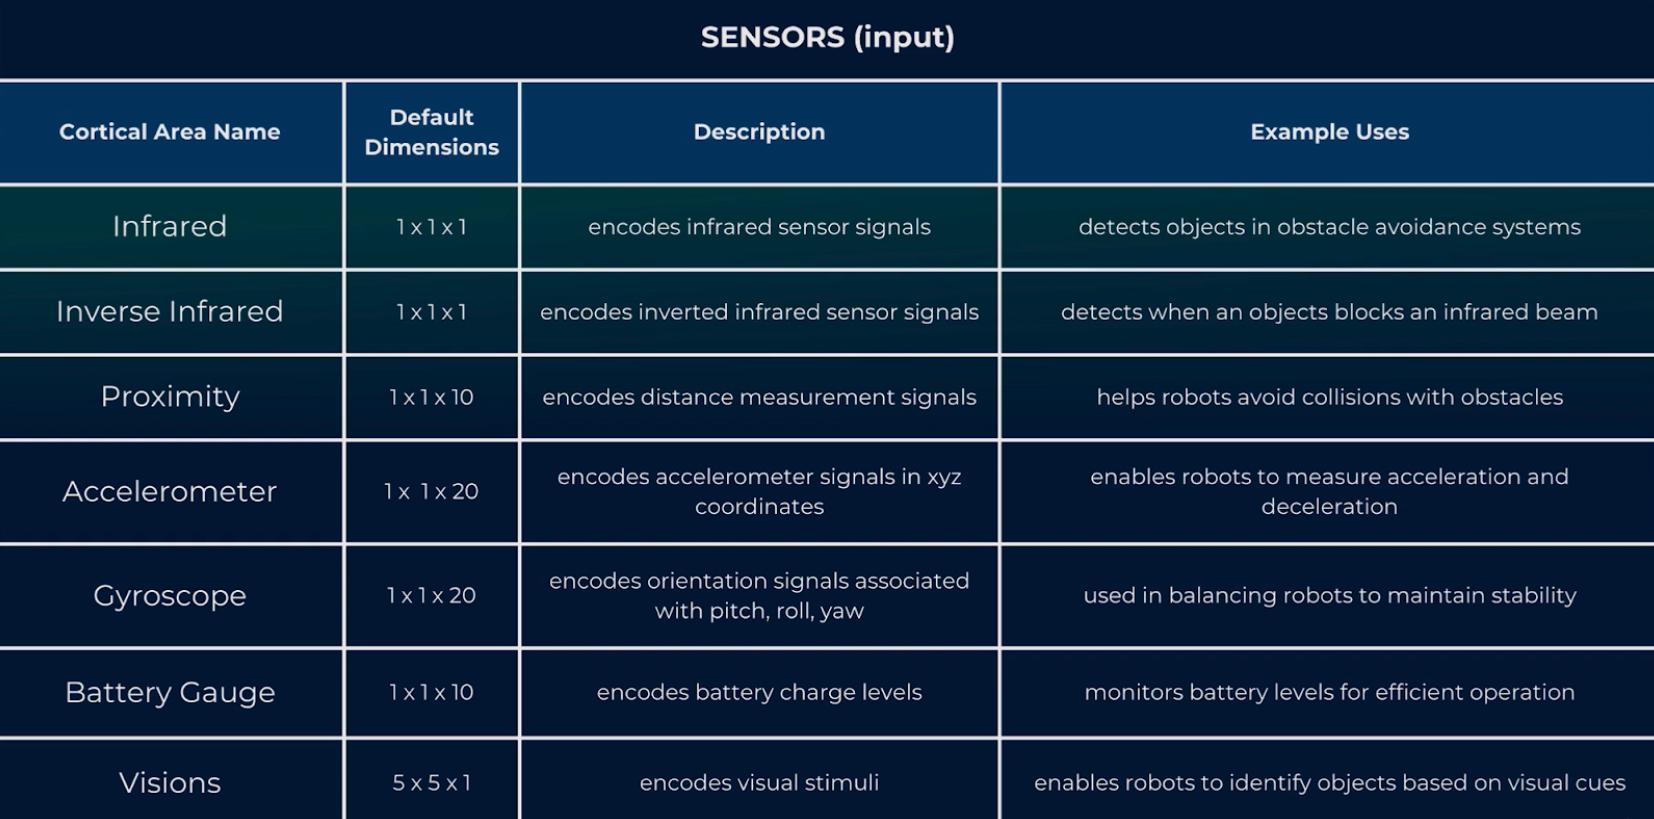 SENSORS (input)
Cortical Area Name
Default
Dimensions
Description
Example Uses
Infrared
1 x 1 x 1
encodes infrared sensor signals
detects objects in obstacle avoidance systems
Inverse Infrared
1 x 1 x 1
encodes inverted infrared sensor signals
detects when an objects blocks an infrared beam
Proximity
1 x 1 x 10
encodes distance measurement signals
helps robots avoid collisions with obstacles
Accelerometer
1 x 1 x 20
encodes accelerometer signals in xyz
coordinates
enables robots to measure acceleration and
deceleration
Gyroscope
1 x 1 x 20
encodes orientation signals associated
with pitch, roll, yaw
used in balancing robots to maintain stability
Battery Gauge
1 x 1 x 10
encodes battery charge levels
monitors battery levels for efficient operation
Visions
5 x 5 x 1
encodes visual stimuli
enables robots to identify objects based on visual cues